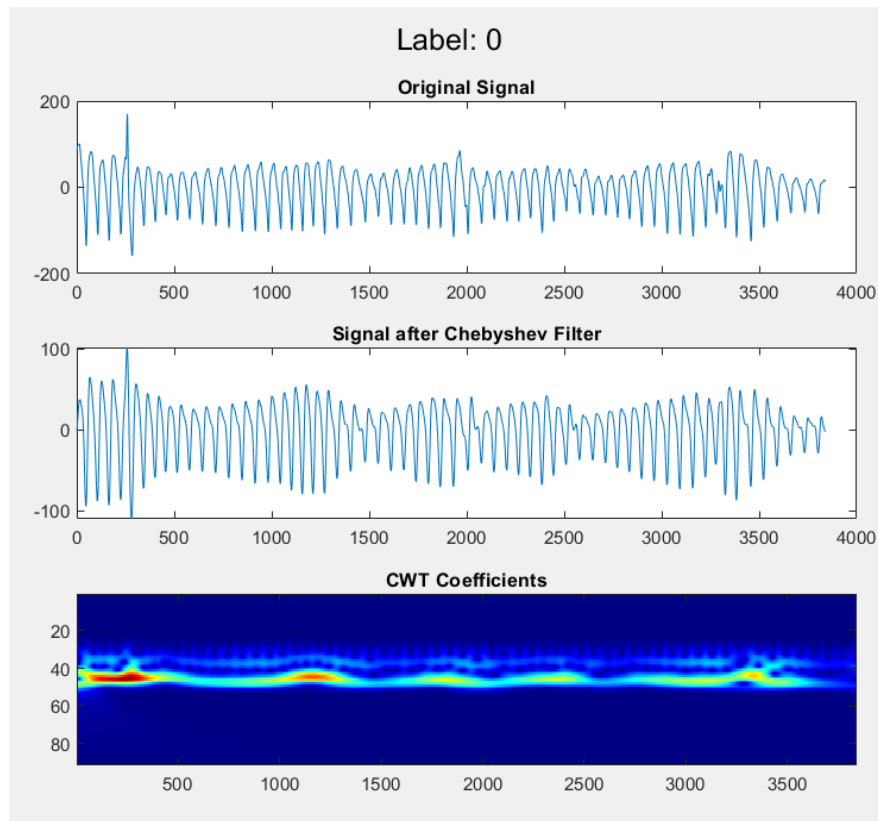 Label: 0
Original Signal
200
0
-200
0 500 1000 1500 2000 2500 3000 3500 4000
Signal after Chebyshev Filter
100
0
-100
0 500 1000 1500 2000 2500 3000 3500 4000
CWT Coefficients
20
40
60
80
500 1000 1500 2000 2500 3000 3500